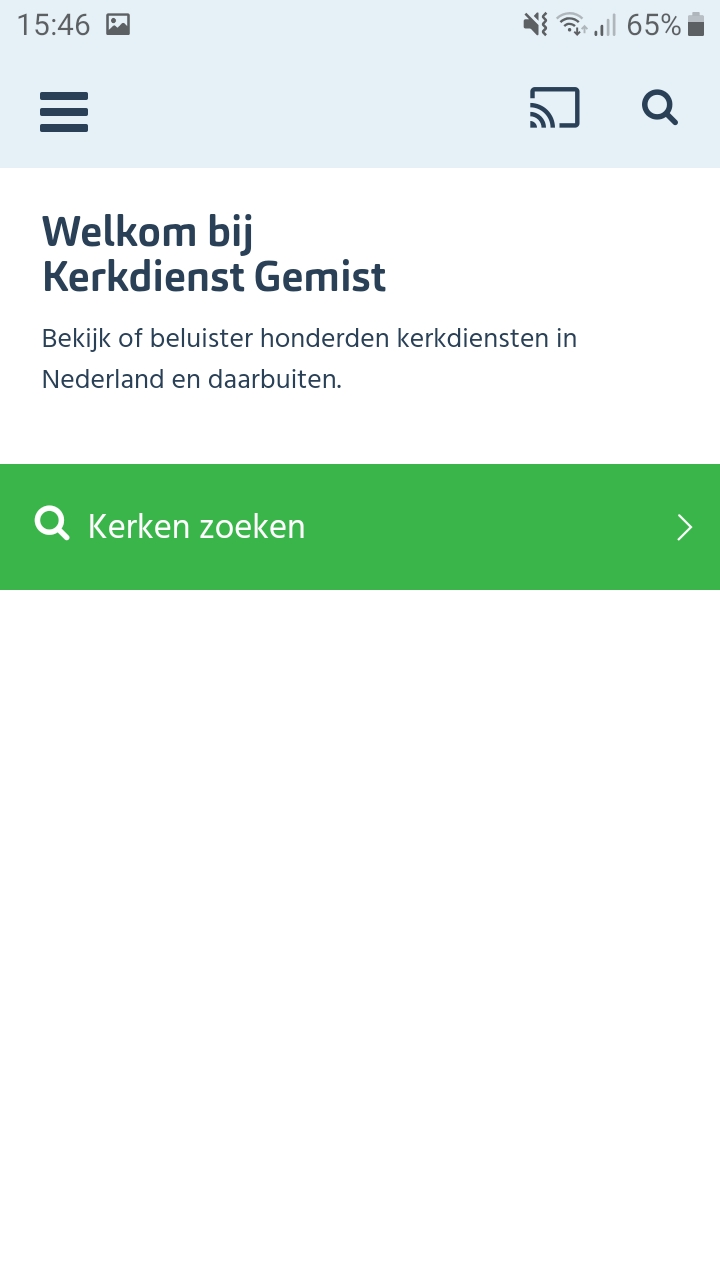 15:46 65%
Welkom bij
Kerkdienst Gemist
Bekijk of beluister honderden kerkdiensten in
Nederland en daarbuiten.
Kerken zoeken